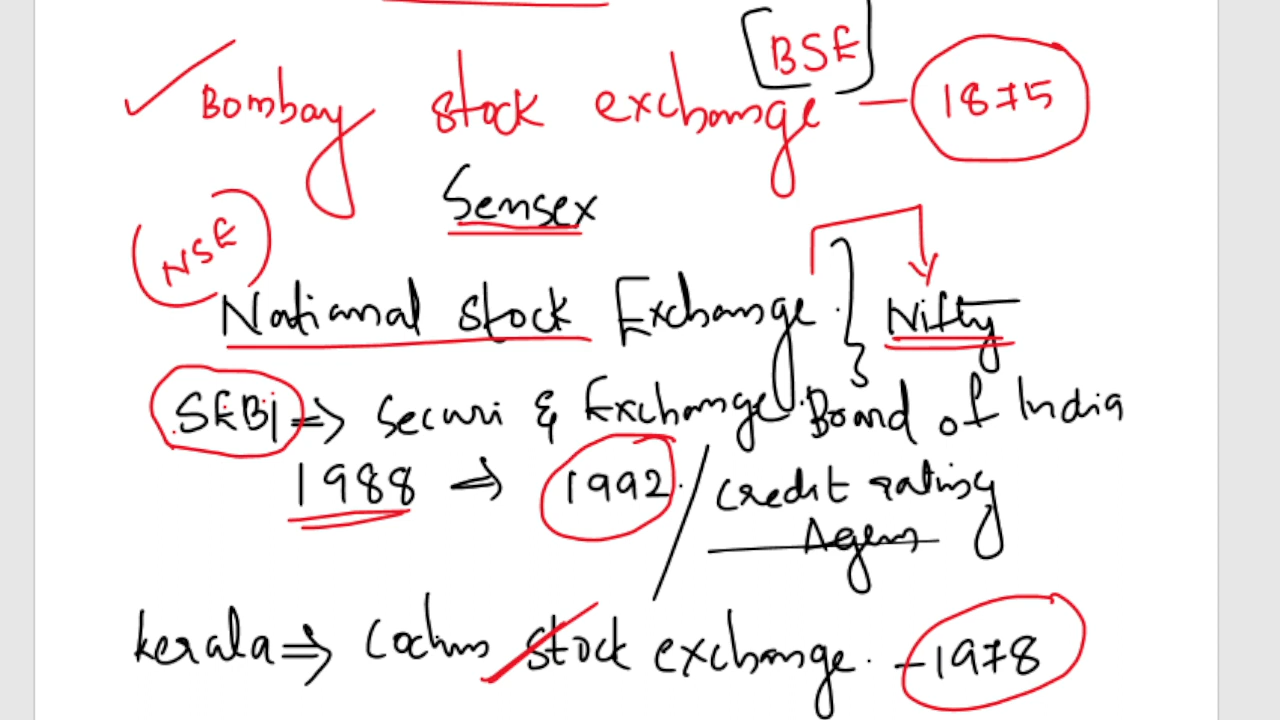 BSE
Bombay stock exchange - 1875
Sensex
NSE
National stock Exchange. } Nifty
SEBI => Securi & Exchange Board of India
1988 => 1992. / credit rating
Agency
kerala => Cochin stock exchange. - 1978